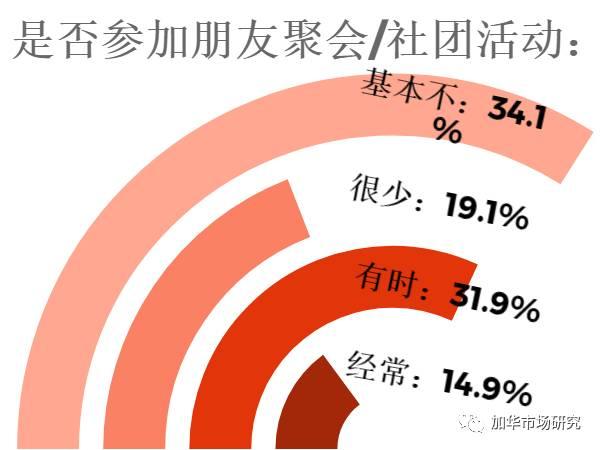 是否参加朋友聚会/社团活动：
基本不：34.1
%
很少：19.1%
有时：31.9%
经常：14.9%
加华市场研究